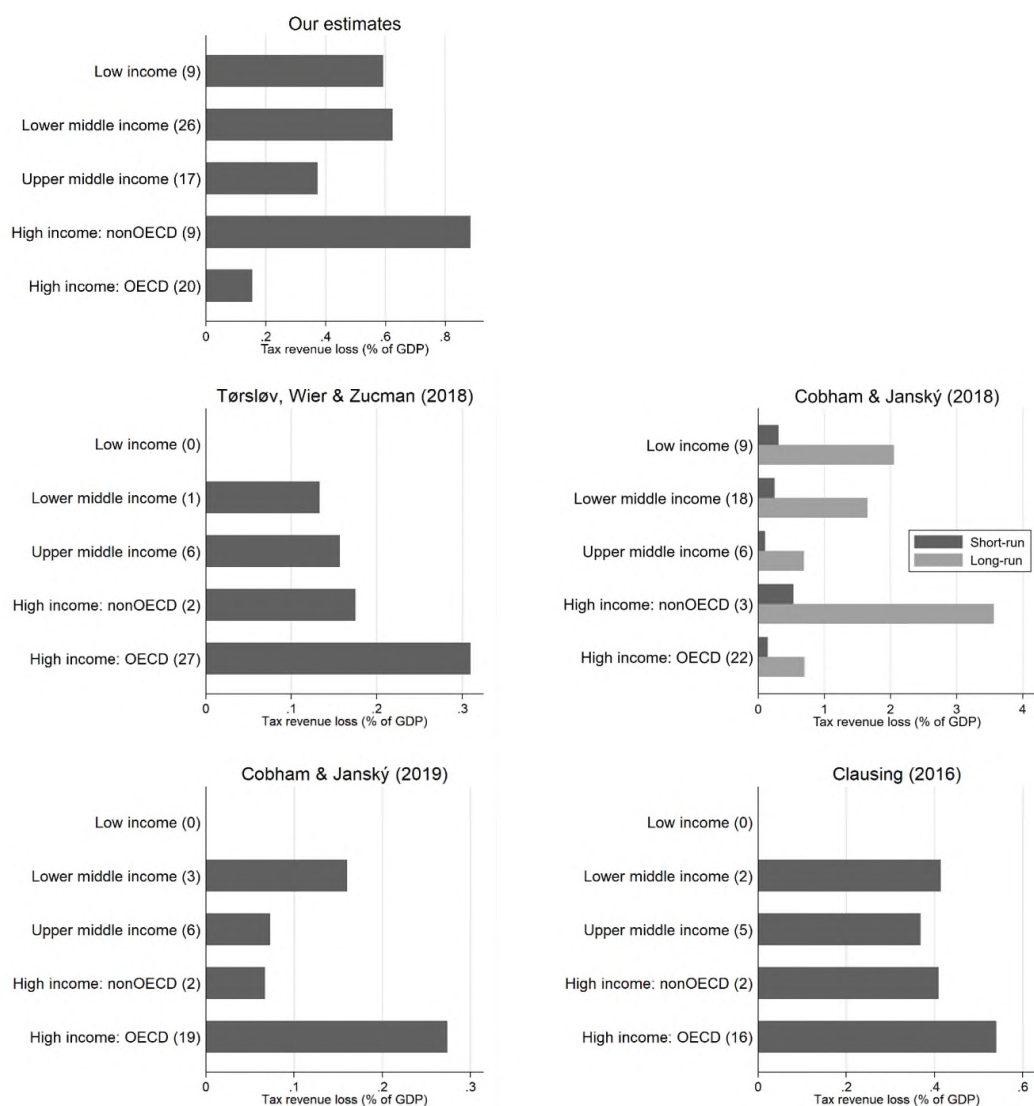 Our estimates
Low income (9)
Lower middle income (26)
Upper middle income (17)
High income: nonOECD (9)
High income: OECD (20)
0 .2 .4 .6 .8
Tax revenue loss (% of GDP)
Tørsløv, Wier & Zucman (2018)
Low income (0)
Lower middle income (1)
Upper middle income (6)
High income: nonOECD (2)
High income: OECD (27)
0 .1 .2 .3
Tax revenue loss (% of GDP)
Cobham & Janský (2018)
Low income (9)
Lower middle income (18)
Upper middle income (6)
High income: nonOECD (3)
High income: OECD (22)
Short-run
Long-run
0 1 2 3 4
Tax revenue loss (% of GDP)
Cobham & Janský (2019)
Low income (0)
Lower middle income (3)
Upper middle income (6)
High income: nonOECD (2)
High income: OECD (19)
0 .1 .2 .3
Tax revenue loss (% of GDP)
Clausing (2016)
Low income (0)
Lower middle income (2)
Upper middle income (5)
High income: nonOECD (2)
High income: OECD (16)
0 .2 .4 .6
Tax revenue loss (% of GDP)